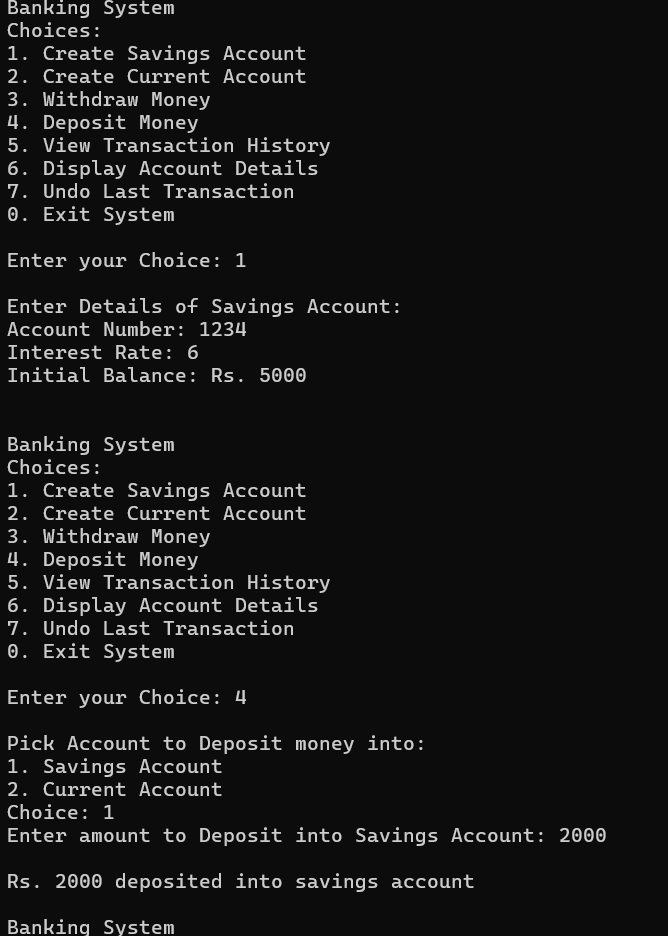 Banking System
Choices:
1. Create Savings Account
2. Create Current Account
3. Withdraw Money
4. Deposit Money
5. View Transaction History
6. Display Account Details
7. Undo Last Transaction
0. Exit System
Enter your Choice: 1
Enter Details of Savings Account:
Account Number: 1234
Interest Rate: 6
Initial Balance: Rs. 5000
Banking System
Choices:
1. Create Savings Account
2. Create Current Account
3. Withdraw Money
4. Deposit Money
5. View Transaction History
6. Display Account Details
7. Undo Last Transaction
0. Exit System
Enter your Choice: 4
Pick Account to Deposit money into:
1. Savings Account
2. Current Account
Choice: 1
Enter amount to Deposit into Savings Account: 2000
Rs. 2000 deposited into savings account
Banking System